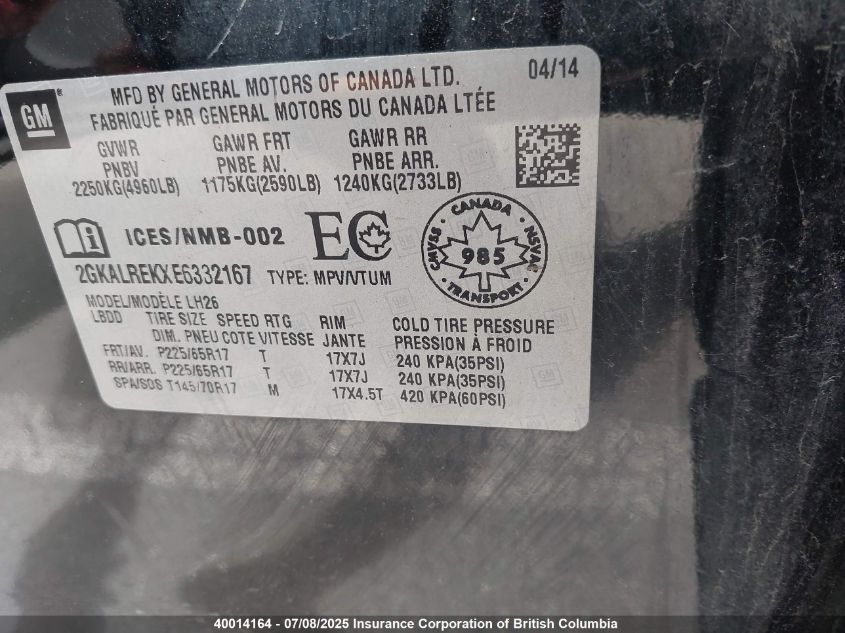 GM
MFD BY GENERAL MOTORS OF CANADA LTD. 04/14
FABRIQUÉ PAR GENERAL MOTORS DU CANADA LTÉE
GVWR GAWR FRT GAWR RR
PNBV PNBE AV. PNBE ARR.
2250KG(4960LB) 1175KG(2590LB) 1240KG(2733LB)
ICES/NMB-002 EC
CANADA
CMVSS 985 NSVAC
TRANSPORT
2GKALREKXE6332167 TYPE: MPV/VTUM
MODEL/MODÈLE LH26
LBDD TIRE SIZE SPEED RTG RIM COLD TIRE PRESSURE
DIM. PNEU COTE VITESSE JANTE PRESSION À FROID
FRT/AV. P225/65R17 T 17X7J 240 KPA(35PSI)
RR/ARR. P225/65R17 T 17X7J 240 KPA(35PSI)
SPA/SOS T145/70R17 M 17X4.5T 420 KPA(60PSI)
40014164 - 07/08/2025 Insurance Corporation of British Columbia